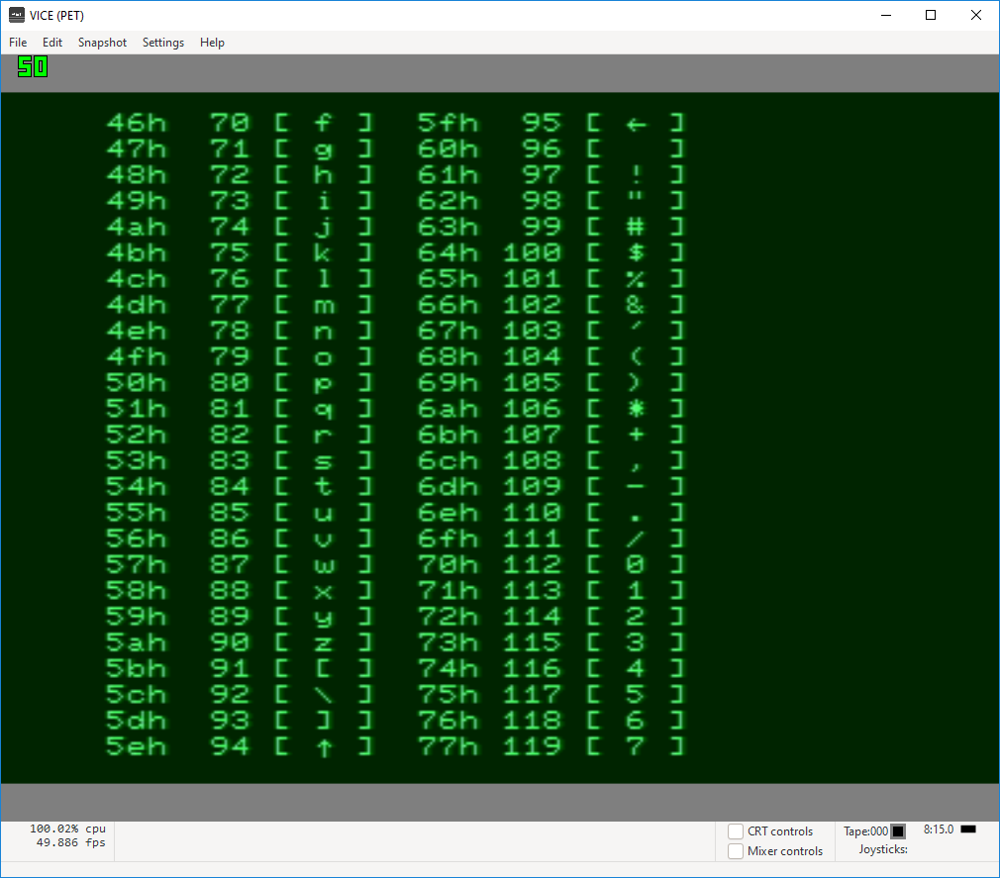 VICE (PET)
File Edit Snapshot Settings Help
50
46h 70 [ f ] 5fh 95 [ ← ]
47h 71 [ g ] 60h 96 [   ]
48h 72 [ h ] 61h 97 [ ! ]
49h 73 [ i ] 62h 98 [ " ]
4ah 74 [ j ] 63h 99 [ # ]
4bh 75 [ k ] 64h 100 [ $ ]
4ch 76 [ l ] 65h 101 [ % ]
4dh 77 [ m ] 66h 102 [ & ]
4eh 78 [ n ] 67h 103 [ ' ]
4fh 79 [ o ] 68h 104 [ ( ]
50h 80 [ p ] 69h 105 [ ) ]
51h 81 [ q ] 6ah 106 [ * ]
52h 82 [ r ] 6bh 107 [ + ]
53h 83 [ s ] 6ch 108 [ , ]
54h 84 [ t ] 6dh 109 [ - ]
55h 85 [ u ] 6eh 110 [ . ]
56h 86 [ v ] 6fh 111 [ / ]
57h 87 [ w ] 70h 112 [ 0 ]
58h 88 [ x ] 71h 113 [ 1 ]
59h 89 [ y ] 72h 114 [ 2 ]
5ah 90 [ z ] 73h 115 [ 3 ]
5bh 91 [ [ ] 74h 116 [ 4 ]
5ch 92 [ \ ] 75h 117 [ 5 ]
5dh 93 [ ] ] 76h 118 [ 6 ]
5eh 94 [ ↑ ] 77h 119 [ 7 ]
100.02% cpu CRT controls Tape:000 8:15.0
49.886 fps Mixer controls Joysticks: